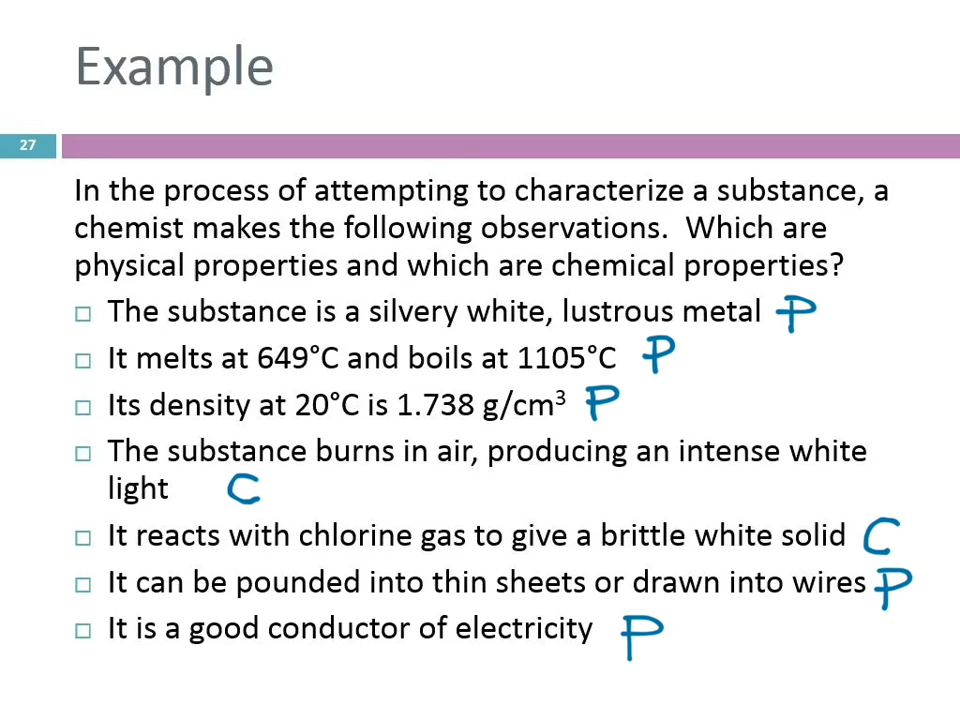 Example
27
In the process of attempting to characterize a substance, a
chemist makes the following observations.  Which are
physical properties and which are chemical properties?
The substance is a silvery white, lustrous metal P
It melts at 649°C and boils at 1105°C P
Its density at 20°C is 1.738 g/cm³ P
The substance burns in air, producing an intense white
light C
It reacts with chlorine gas to give a brittle white solid C
It can be pounded into thin sheets or drawn into wires P
It is a good conductor of electricity P